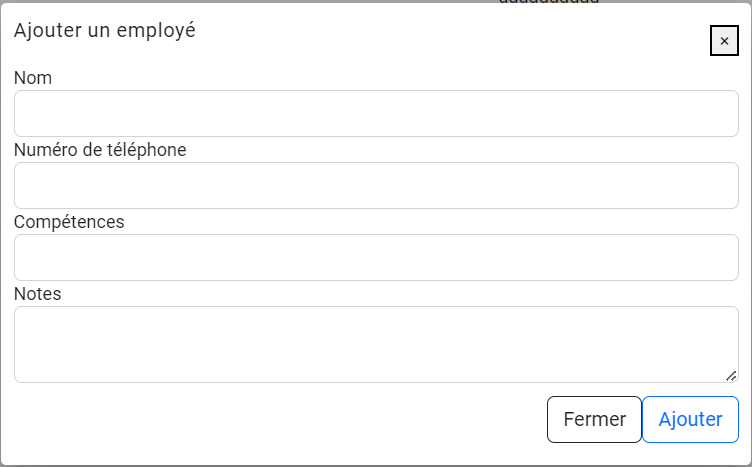 Ajouter un employé
×
Nom
Numéro de téléphone
Compétences
Notes
Fermer
Ajouter